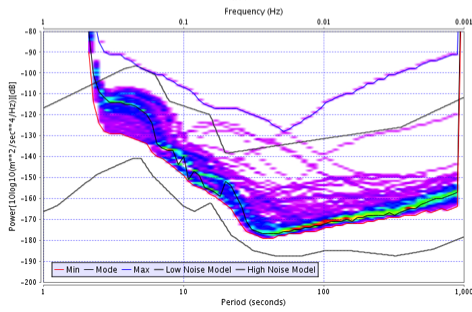 Frequency (Hz)
1 0.1 0.01 0.001
-80
-90
-100
-110
-120
-130
-140
-150
-160
-170
-180
-190
-200
Power[10log10(m**2/sec**4/Hz)][dB]
Min Mode Max Low Noise Model High Noise Model
1 10 100 1,000
Period (seconds)